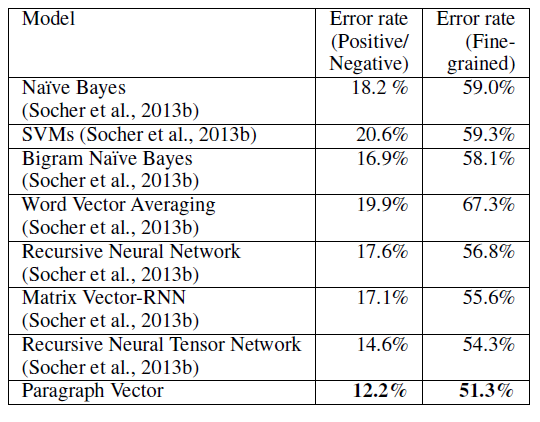 Model Error rate Error rate
(Positive/ (Fine-
Negative) grained)
Naïve Bayes 18.2 % 59.0%
(Socher et al., 2013b)
SVMs (Socher et al., 2013b) 20.6% 59.3%
Bigram Naïve Bayes 16.9% 58.1%
(Socher et al., 2013b)
Word Vector Averaging 19.9% 67.3%
(Socher et al., 2013b)
Recursive Neural Network 17.6% 56.8%
(Socher et al., 2013b)
Matrix Vector-RNN 17.1% 55.6%
(Socher et al., 2013b)
Recursive Neural Tensor Network 14.6% 54.3%
(Socher et al., 2013b)
Paragraph Vector 12.2% 51.3%